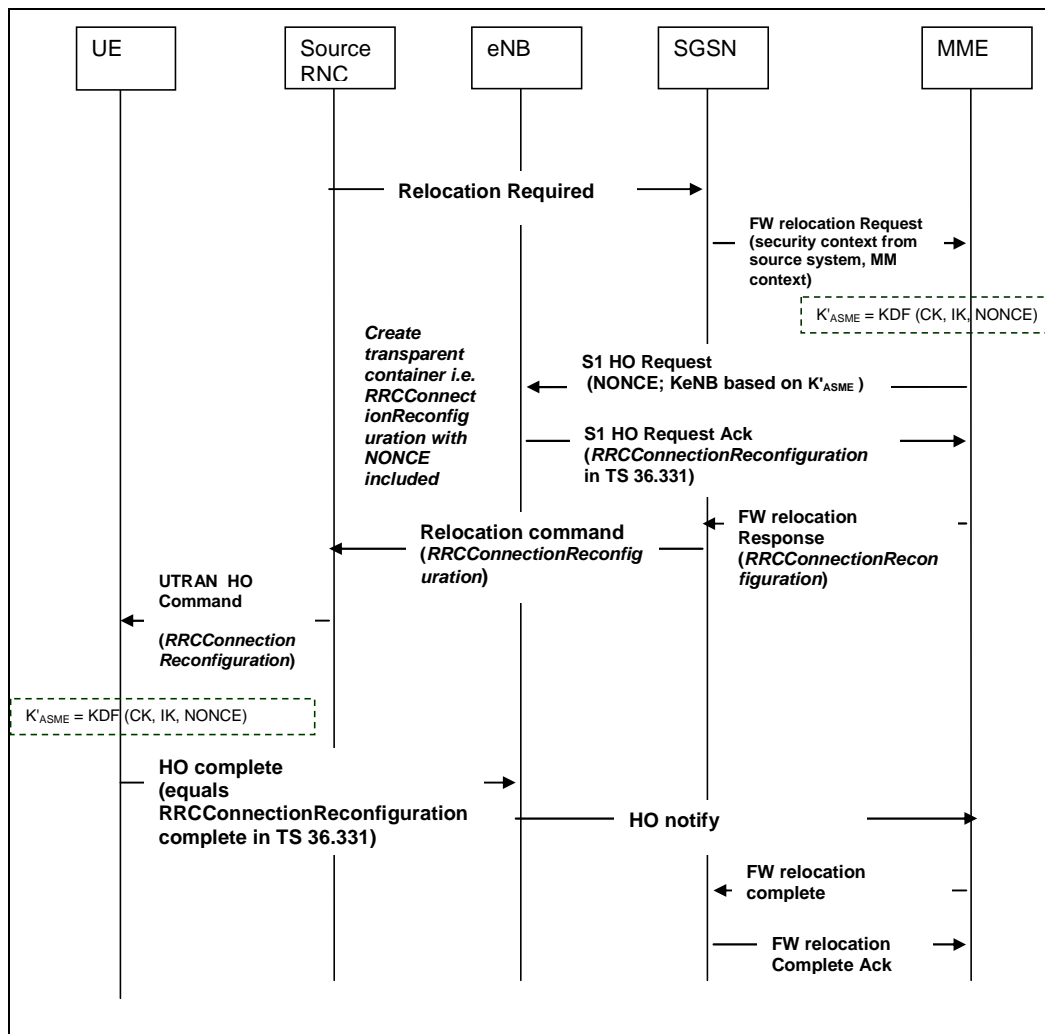 UE
Source
RNC
eNB
SGSN
MME
Relocation Required
FW relocation Request
(security context from
source system, MM
context)
K'ASME = KDF (CK, IK, NONCE)
Create
transparent
container i.e.
RRCConnect
ionReconfig
uration with
NONCE
included
S1 HO Request
(NONCE; KeNB based on K'ASME )
S1 HO Request Ack
(RRCConnectionReconfiguration
in TS 36.331)
FW relocation
Response
(RRCConnectionRecon
figuration)
Relocation command
(RRCConnectionReconfig
uration)
UTRAN HO
Command
(RRCConnection
Reconfiguration)
K'ASME = KDF (CK, IK, NONCE)
HO complete
(equals
RRCConnectionReconfiguration
complete in TS 36.331)
HO notify
FW relocation
complete
FW relocation
Complete Ack